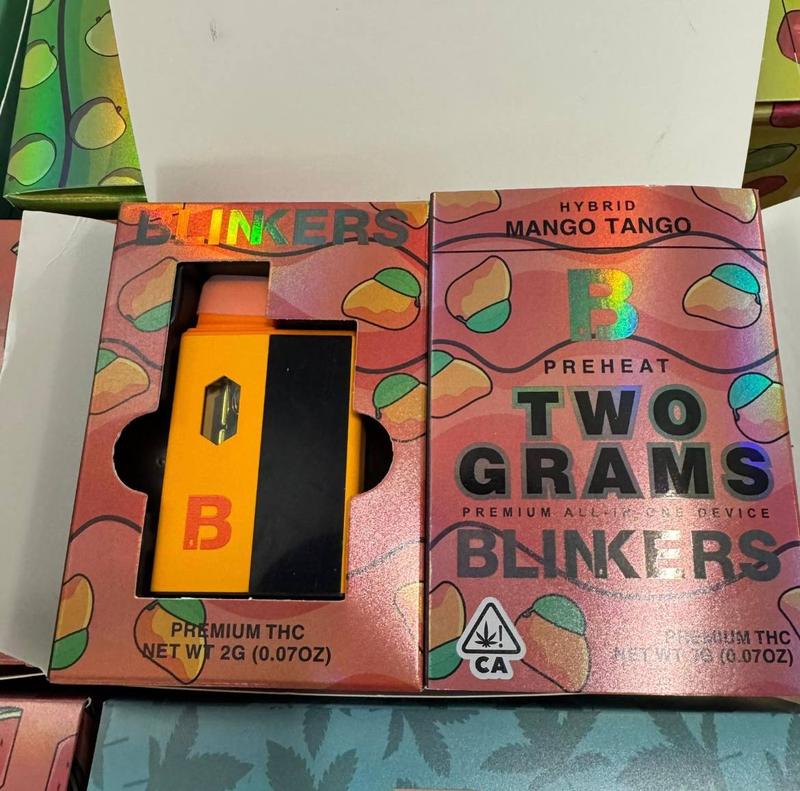 BLINKERS
B
PREMIUM THC
NET WT 2G (0.07OZ)
HYBRID
MANGO TANGO
B
PREHEAT
TWO
GRAMS
PREMIUM ALL-IN-ONE DEVICE
BLINKERS
CA
PREMIUM THC
NET WT 2G (0.07OZ)